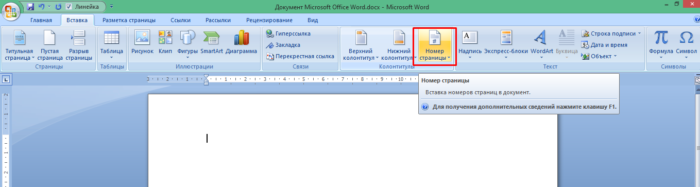 Линейка
Документ Microsoft Office Word.docx - Microsoft Word
Главная Вставка Разметка страницы Ссылки Рассылки Рецензирование Вид
Титульная страница Пустая страница Разрыв страницы
Страницы
Таблица
Таблицы
Рисунок Клип Фигуры SmartArt Диаграмма
Иллюстрации
Гиперссылка
Закладка
Перекрестная ссылка
Связи
Верхний колонтитул Нижний колонтитул Номер страницы
Колонтитулы
Надпись Экспресс-блоки WordArt Буквица
Строка подписи
Дата и время
Объект
Текст
Формула Символ
Символы
Номер страницы
Вставка номеров страниц в документ.
Для получения дополнительных сведений нажмите клавишу F1.